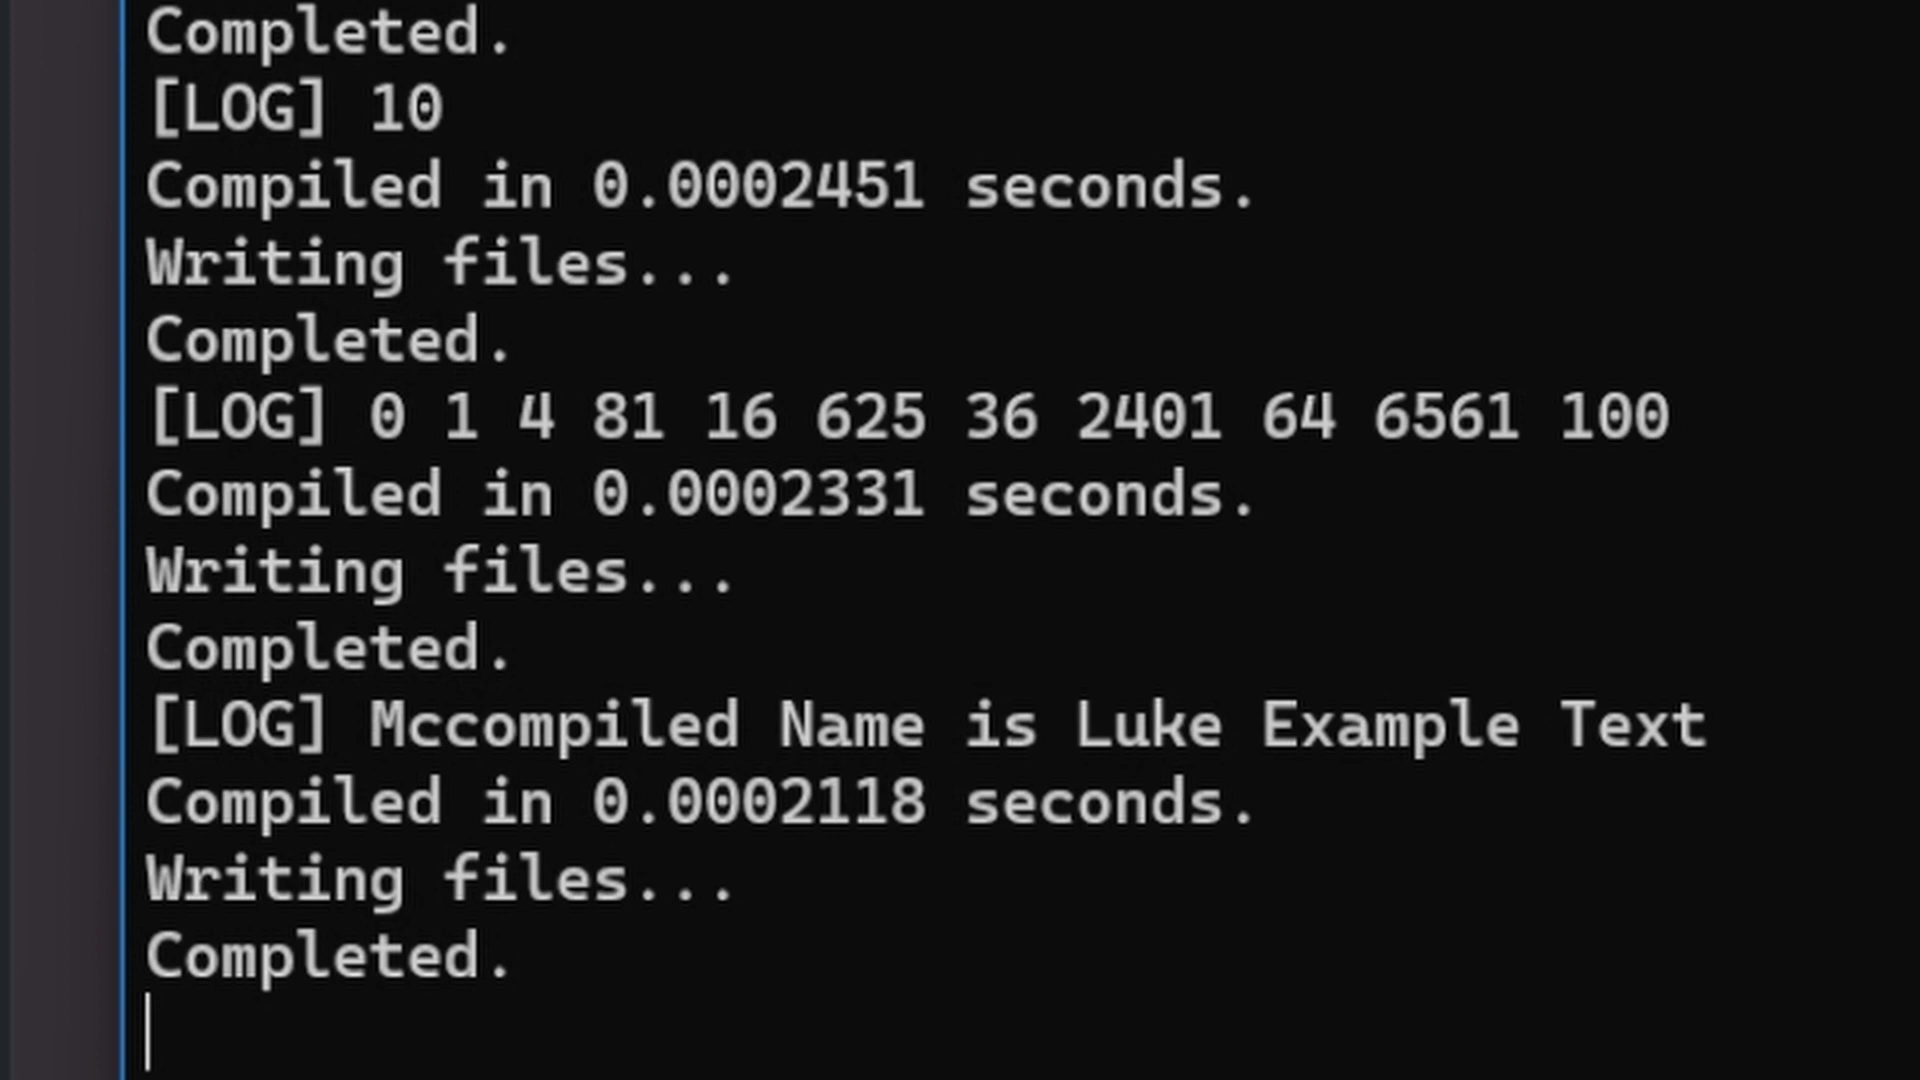 Completed.
[LOG] 10
Compiled in 0.0002451 seconds.
Writing files...
Completed.
[LOG] 0 1 4 81 16 625 36 2401 64 6561 100
Compiled in 0.0002331 seconds.
Writing files...
Completed.
[LOG] Mccompiled Name is Luke Example Text
Compiled in 0.0002118 seconds.
Writing files...
Completed.